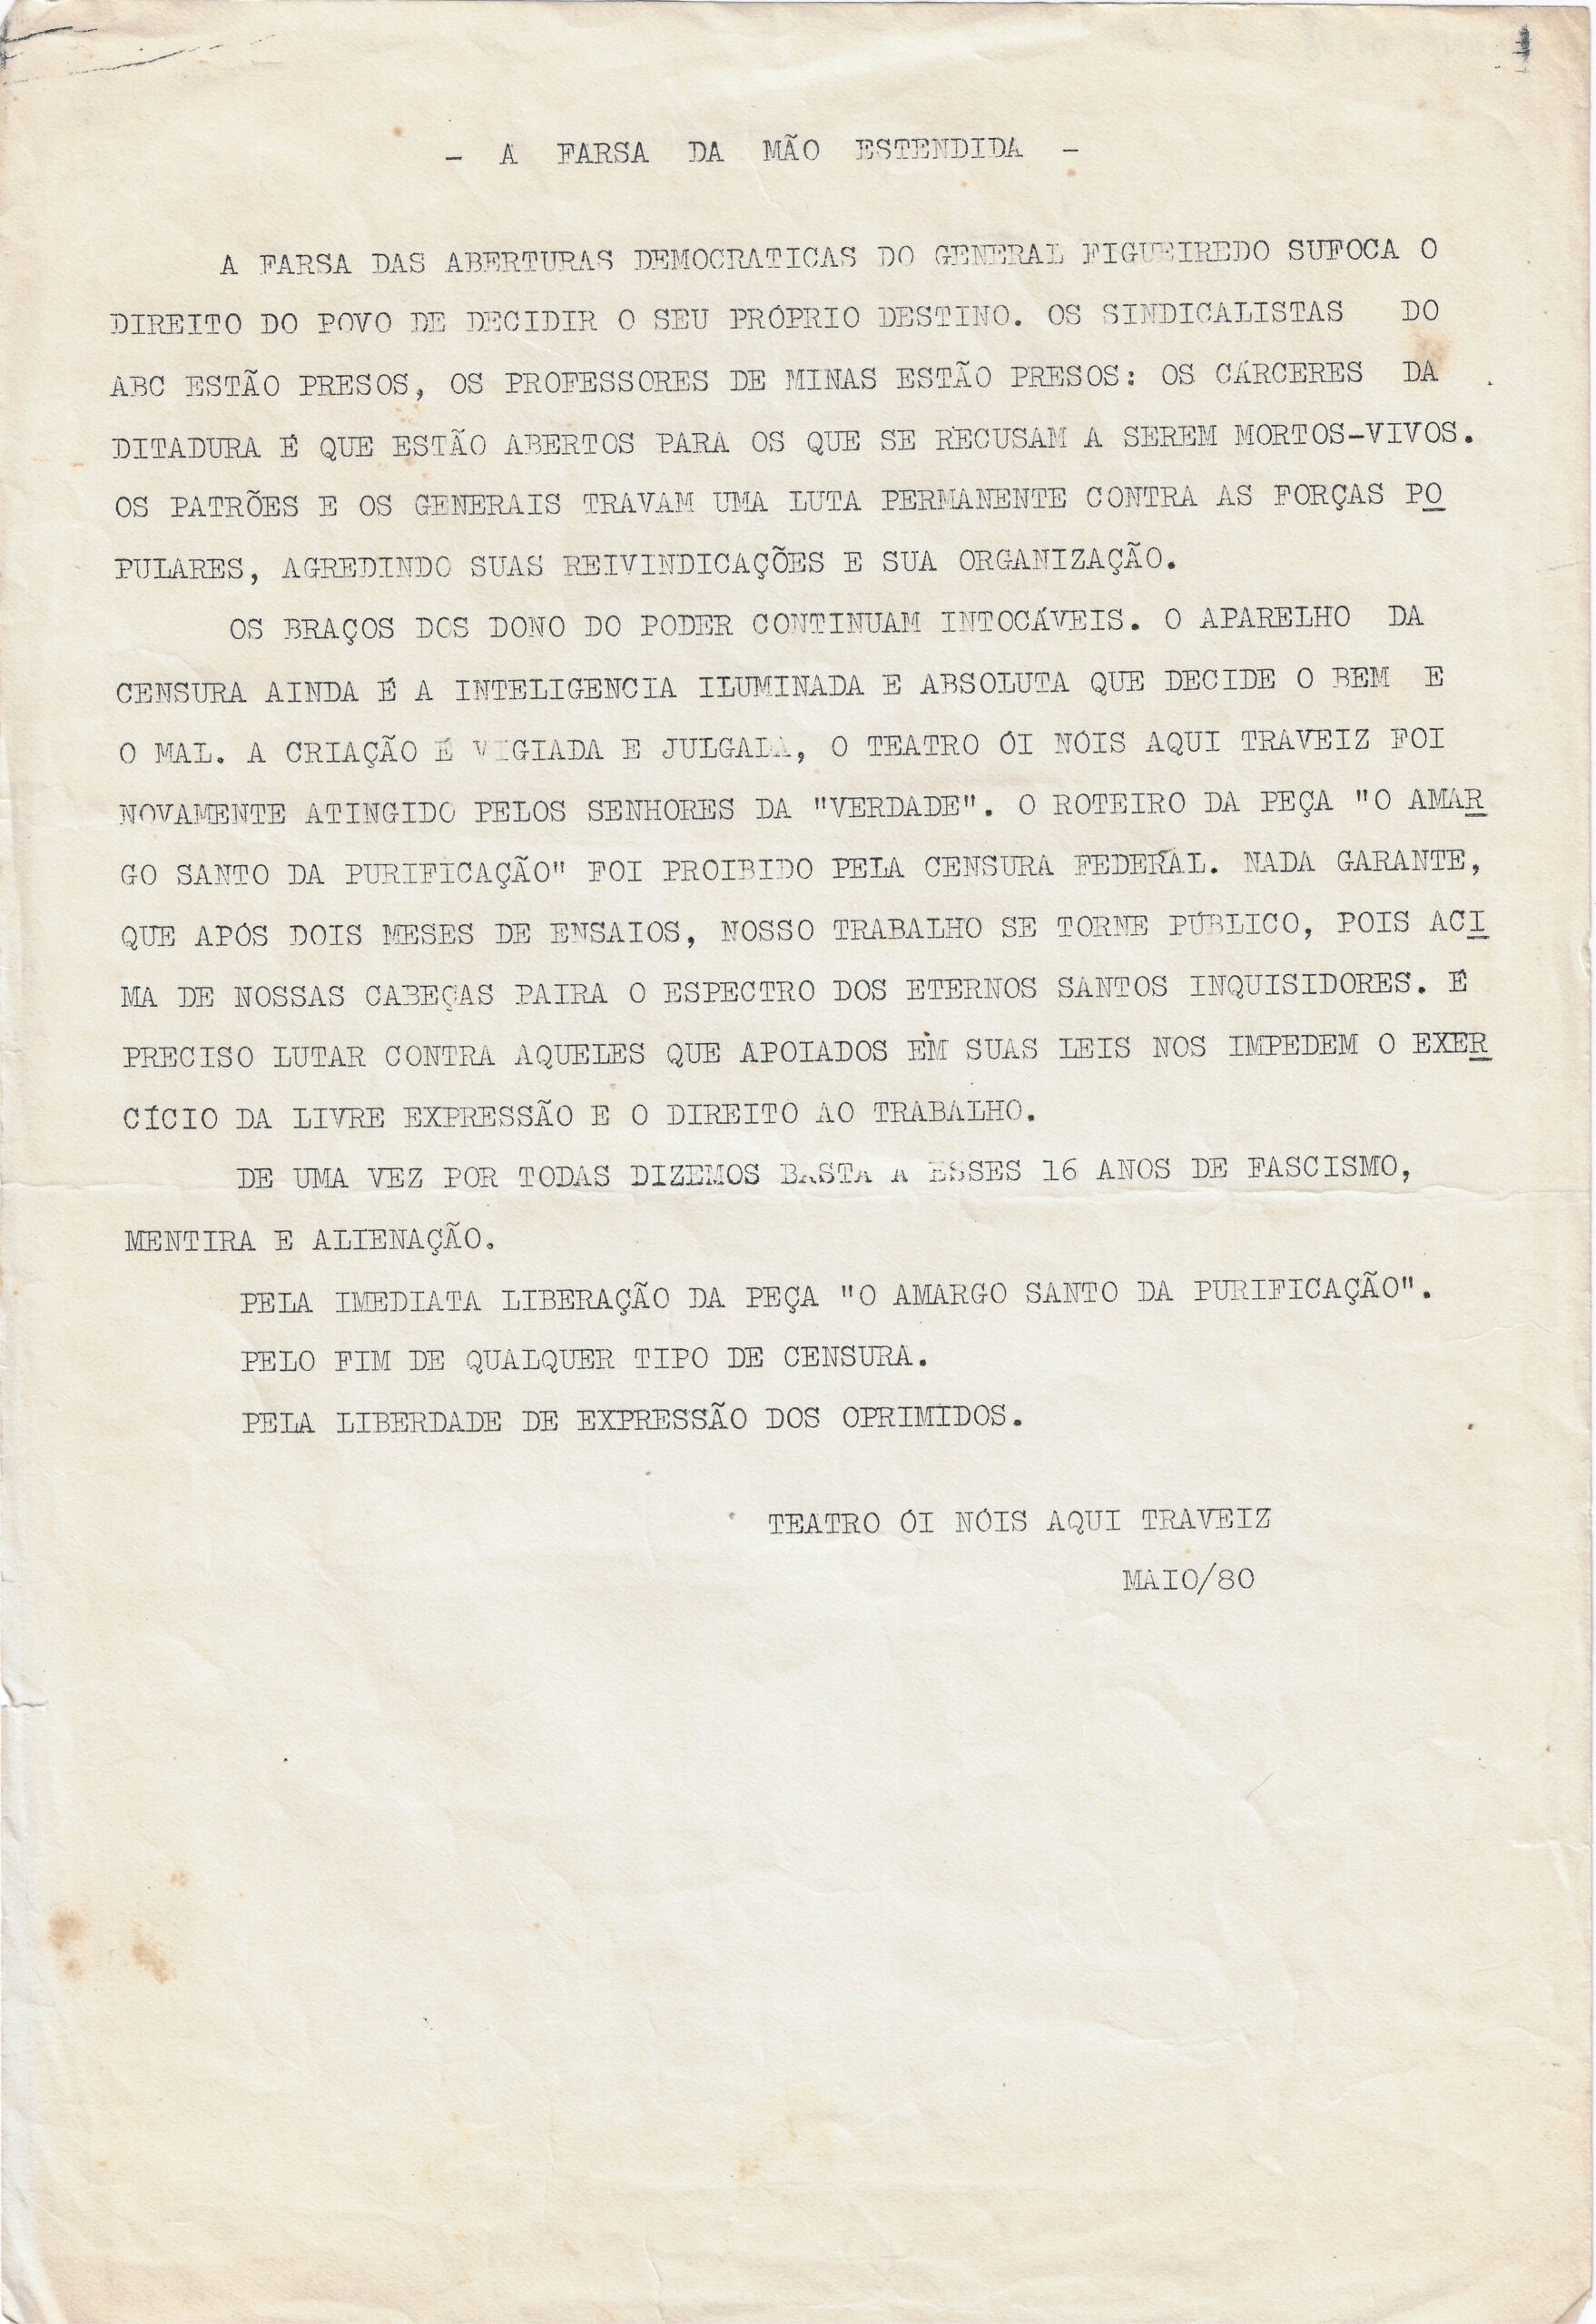 - A FARSA DA MÃO ESTENDIDA -
A FARSA DAS ABERTURAS DEMOCRATICAS DO GENERAL FIGUEIREDO SUFOCA O
DIREITO DO POVO DE DECIDIR O SEU PRÓPRIO DESTINO. OS SINDICALISTAS DO
ABC ESTÃO PRESOS, OS PROFESSORES DE MINAS ESTÃO PRESOS: OS CÁRCERES DA
DITADURA É QUE ESTÃO ABERTOS PARA OS QUE SE RECUSAM A SEREM MORTOS-VIVOS.
OS PATRÕES E OS GENERAIS TRAVAM UMA LUTA PERMANENTE CONTRA AS FORÇAS PO
PULARES, AGREDINDO SUAS REIVINDICAÇÕES E SUA ORGANIZAÇÃO.
OS BRAÇOS DOS DONO DO PODER CONTINUAM INTOCÁVEIS. O APARELHO DA
CENSURA AINDA É A INTELIGENCIA ILUMINADA E ABSOLUTA QUE DECIDE O BEM E
O MAL. A CRIAÇÃO É VIGIADA E JULGADA, O TEATRO ÓI NÓIS AQUI TRAVEIZ FOI
NOVAMENTE ATINGIDO PELOS SENHORES DA "VERDADE". O ROTEIRO DA PEÇA "O AMAR
GO SANTO DA PURIFICAÇÃO" FOI PROIBIDO PELA CENSURA FEDERAL. NADA GARANTE,
QUE APÓS DOIS MESES DE ENSAIOS, NOSSO TRABALHO SE TORNE PÚBLICO, POIS ACI
MA DE NOSSAS CABEÇAS PAIRA O ESPECTRO DOS ETERNOS SANTOS INQUISIDORES. É
PRECISO LUTAR CONTRA AQUELES QUE APOIADOS EM SUAS LEIS NOS IMPEDEM O EXER
CÍCIO DA LIVRE EXPRESSÃO E O DIREITO AO TRABALHO.
DE UMA VEZ POR TODAS DIZEMOS BASTA A ESSES 16 ANOS DE FASCISMO,
MENTIRA E ALIENAÇÃO.
PELA IMEDIATA LIBERAÇÃO DA PEÇA "O AMARGO SANTO DA PURIFICAÇÃO".
PELO FIM DE QUALQUER TIPO DE CENSURA.
PELA LIBERDADE DE EXPRESSÃO DOS OPRIMIDOS.
TEATRO ÓI NÓIS AQUI TRAVEIZ
MAIO/80